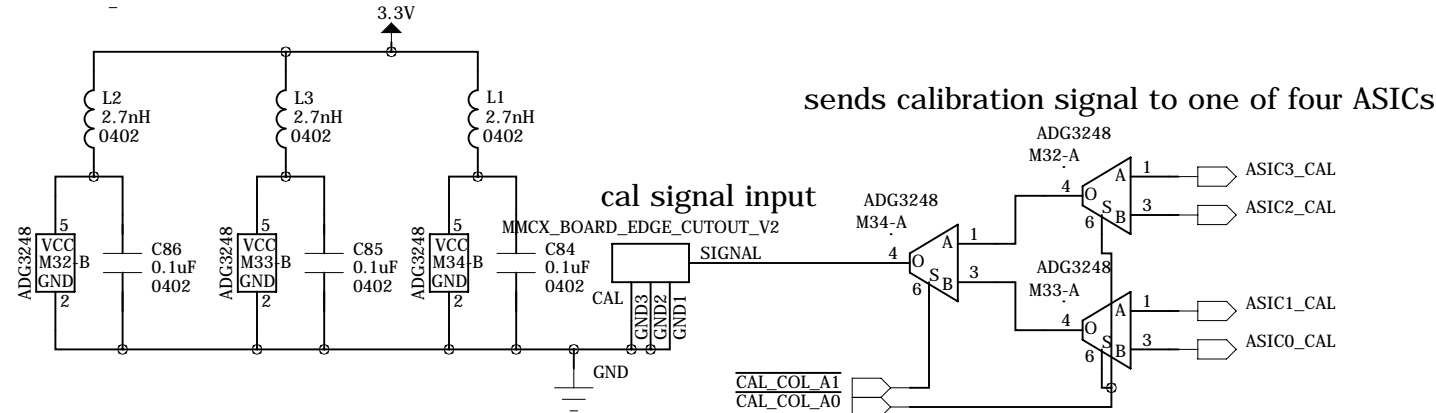 3.3V
L2
2.7nH
0402
L3
2.7nH
0402
L1
2.7nH
0402
sends calibration signal to one of four ASICs
ADG3248
M32-A
ASIC3_CAL
ASIC2_CAL
A
B
O
S
1
3
4
6
cal signal input
MMCX_BOARD_EDGE_CUTOUT_V2
SIGNAL
CAL
GND3
GND2
GND1
ADG3248
M34-A
A
B
O
S
1
3
4
6
ADG3248
M33-A
ASIC1_CAL
ASIC0_CAL
A
B
O
S
1
3
4
6
ADG3248
5
VCC
M32-B
GND
2
C86
0.1uF
0402
ADG3248
5
VCC
M33-B
GND
2
C85
0.1uF
0402
ADG3248
5
VCC
M34-B
GND
2
C84
0.1uF
0402
GND
CAL_COL_A1
CAL_COL_A0